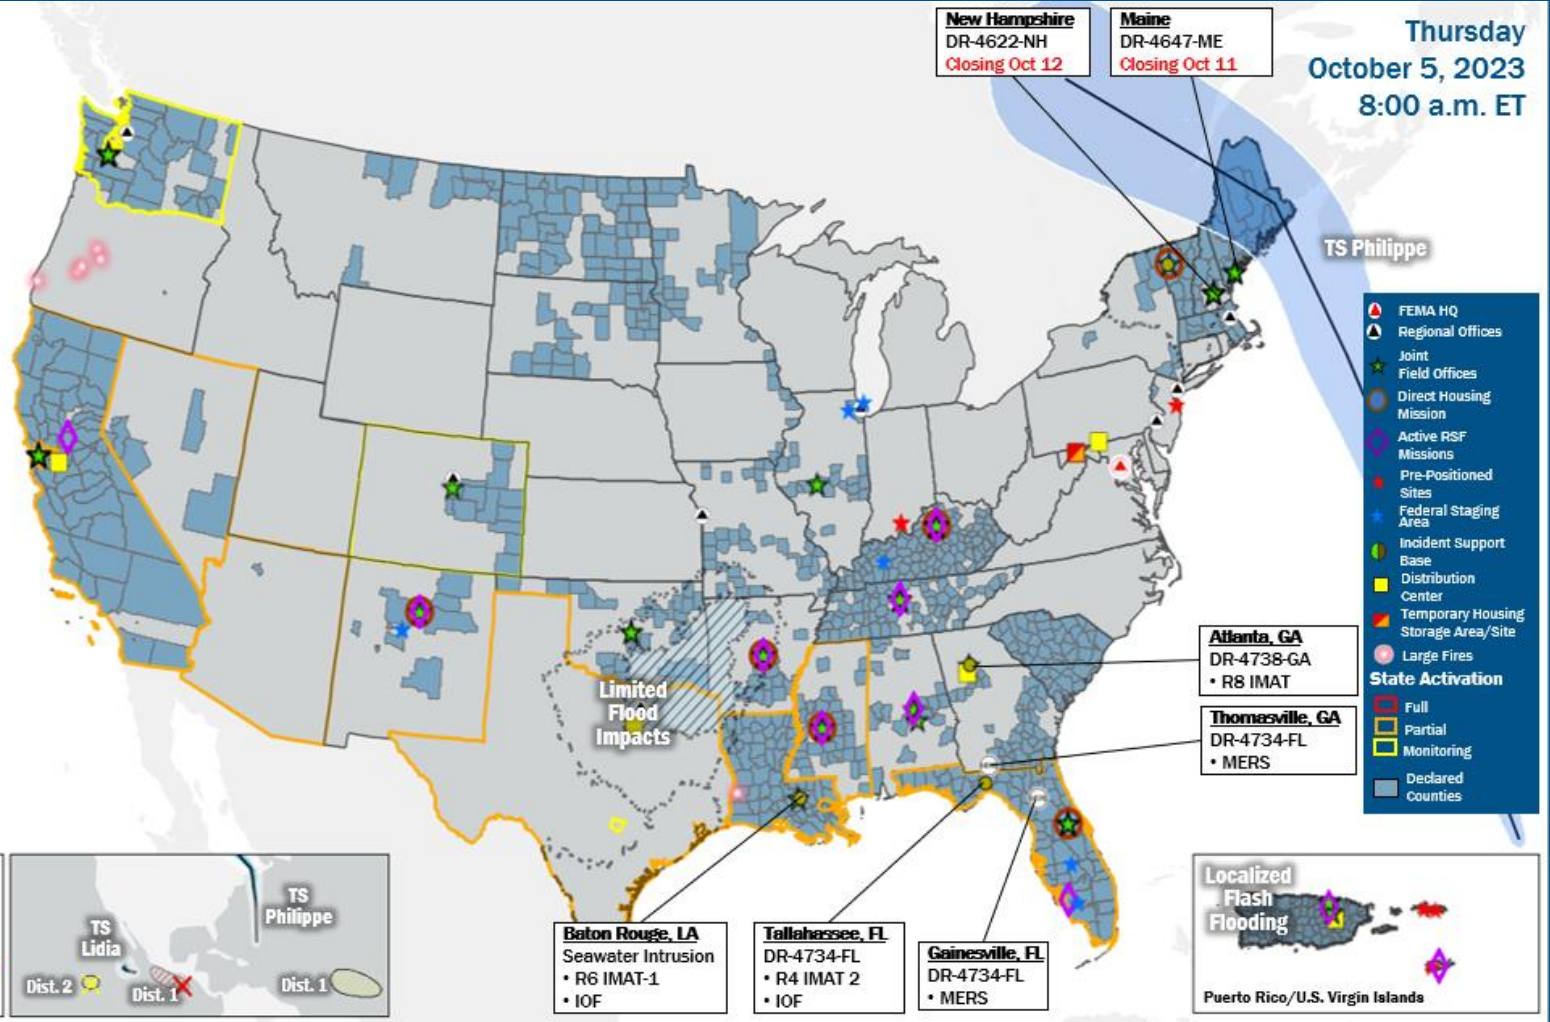 New Hampshire
DR-4622-NH
Closing Oct 12
Maine
DR-4647-ME
Closing Oct 11
Thursday
October 5, 2023
8:00 a.m. ET
TS Philippe
FEMA HQ
Regional Offices
Joint
Field Offices
Direct Housing
Mission
Active RSF
Missions
Pre-Positioned
Sites
Federal Staging
Area
Incident Support
Base
Distribution
Center
Temporary Housing
Storage Area/Site
Large Fires
State Activation
Full
Partial
Monitoring
Declared
Counties
Limited
Flood
Impacts
Atlanta, GA
DR-4738-GA
• R8 IMAT
Thomasville, GA
DR-4734-FL
• MERS
Baton Rouge, LA
Seawater Intrusion
• R6 IMAT-1
• IOF
Tallahassee, FL
DR-4734-FL
• R4 IMAT 2
• IOF
Gainesville, FL
DR-4734-FL
• MERS
TS
Philippe
TS
Lidia
Dist. 2
Dist. 1
Dist. 1
Localized
Flash
Flooding
Puerto Rico/U.S. Virgin Islands